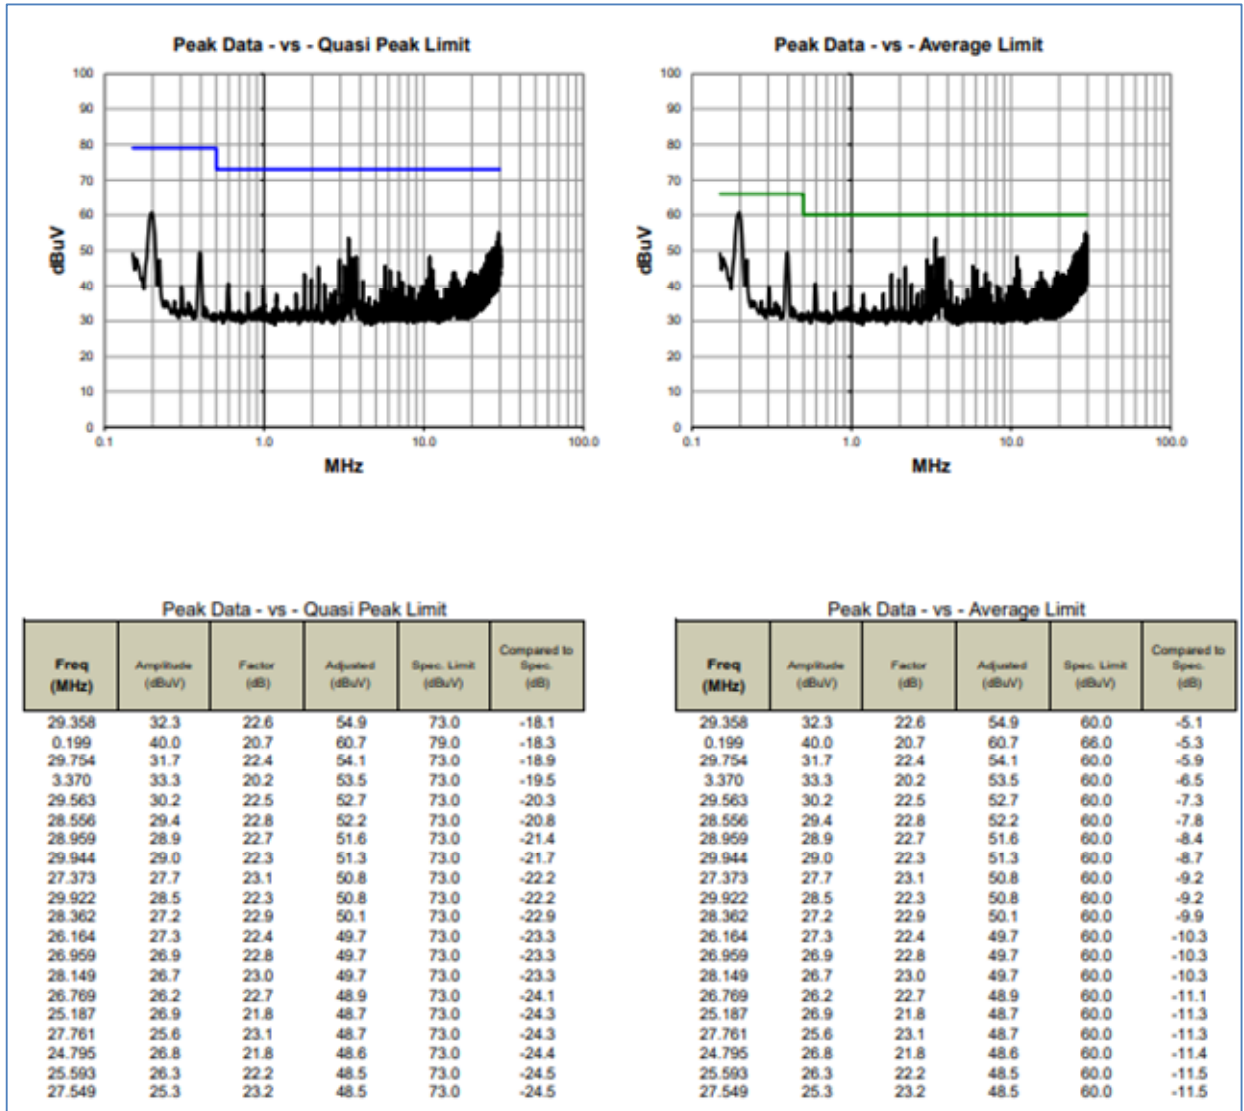 Peak Data - vs - Quasi Peak Limit
100
90
80
70
60
50
40
30
20
10
0
dBuV
0.1 1.0 10.0 100.0
MHz
Peak Data - vs - Average Limit
100
90
80
70
60
50
40
30
20
10
0
dBuV
0.1 1.0 10.0 100.0
MHz
Peak Data - vs - Quasi Peak Limit
Freq (MHz) Amplitude (dBuV) Factor (dB) Adjusted (dBuV) Spec. Limit (dBuV) Compared to Spec. (dB)
29.358 32.3 22.6 54.9 73.0 -18.1
0.199 40.0 20.7 60.7 79.0 -18.3
29.754 31.7 22.4 54.1 73.0 -18.9
3.370 33.3 20.2 53.5 73.0 -19.5
29.563 30.2 22.5 52.7 73.0 -20.3
28.556 29.4 22.8 52.2 73.0 -20.8
28.959 28.9 22.7 51.6 73.0 -21.4
29.944 29.0 22.3 51.3 73.0 -21.7
27.373 27.7 23.1 50.8 73.0 -22.2
29.922 28.5 22.3 50.8 73.0 -22.2
28.362 27.2 22.9 50.1 73.0 -22.9
26.164 27.3 22.4 49.7 73.0 -23.3
26.959 26.9 22.8 49.7 73.0 -23.3
28.149 26.7 23.0 49.7 73.0 -23.3
26.769 26.2 22.7 48.9 73.0 -24.1
25.187 26.9 21.8 48.7 73.0 -24.3
27.761 25.6 23.1 48.7 73.0 -24.3
24.795 26.8 21.8 48.6 73.0 -24.4
25.593 26.3 22.2 48.5 73.0 -24.5
27.549 25.3 23.2 48.5 73.0 -24.5
Peak Data - vs - Average Limit
Freq (MHz) Amplitude (dBuV) Factor (dB) Adjusted (dBuV) Spec. Limit (dBuV) Compared to Spec. (dB)
29.358 32.3 22.6 54.9 60.0 -5.1
0.199 40.0 20.7 60.7 66.0 -5.3
29.754 31.7 22.4 54.1 60.0 -5.9
3.370 33.3 20.2 53.5 60.0 -6.5
29.563 30.2 22.5 52.7 60.0 -7.3
28.556 29.4 22.8 52.2 60.0 -7.8
28.959 28.9 22.7 51.6 60.0 -8.4
29.944 29.0 22.3 51.3 60.0 -8.7
27.373 27.7 23.1 50.8 60.0 -9.2
29.922 28.5 22.3 50.8 60.0 -9.2
28.362 27.2 22.9 50.1 60.0 -9.9
26.164 27.3 22.4 49.7 60.0 -10.3
26.959 26.9 22.8 49.7 60.0 -10.3
28.149 26.7 23.0 49.7 60.0 -10.3
26.769 26.2 22.7 48.9 60.0 -11.1
25.187 26.9 21.8 48.7 60.0 -11.3
27.761 25.6 23.1 48.7 60.0 -11.3
24.795 26.8 21.8 48.6 60.0 -11.4
25.593 26.3 22.2 48.5 60.0 -11.5
27.549 25.3 23.2 48.5 60.0 -11.5